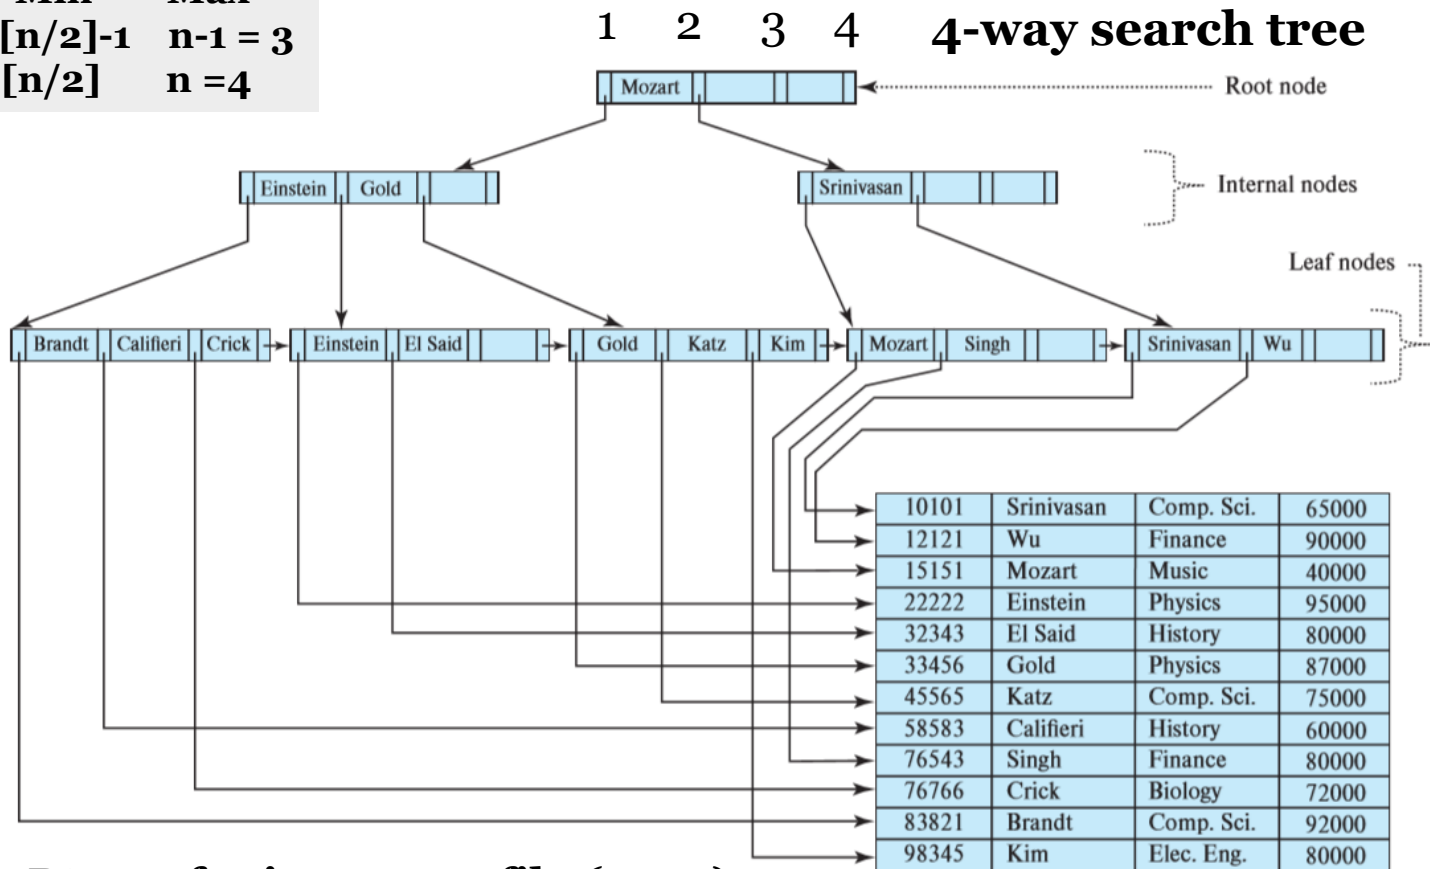 Min Max
[n/2]-1 n-1 = 3
[n/2] n =4
1 2 3 4 4-way search tree
Mozart
Root node
Einstein Gold
Srinivasan
Internal nodes
Leaf nodes
Brandt Califieri Crick
Einstein El Said
Gold Katz Kim
Mozart Singh
Srinivasan Wu
10101 Srinivasan Comp. Sci. 65000
12121 Wu Finance 90000
15151 Mozart Music 40000
22222 Einstein Physics 95000
32343 El Said History 80000
33456 Gold Physics 87000
45565 Katz Comp. Sci. 75000
58583 Califieri History 60000
76543 Singh Finance 80000
76766 Crick Biology 72000
83821 Brandt Comp. Sci. 92000
98345 Kim Elec. Eng. 80000